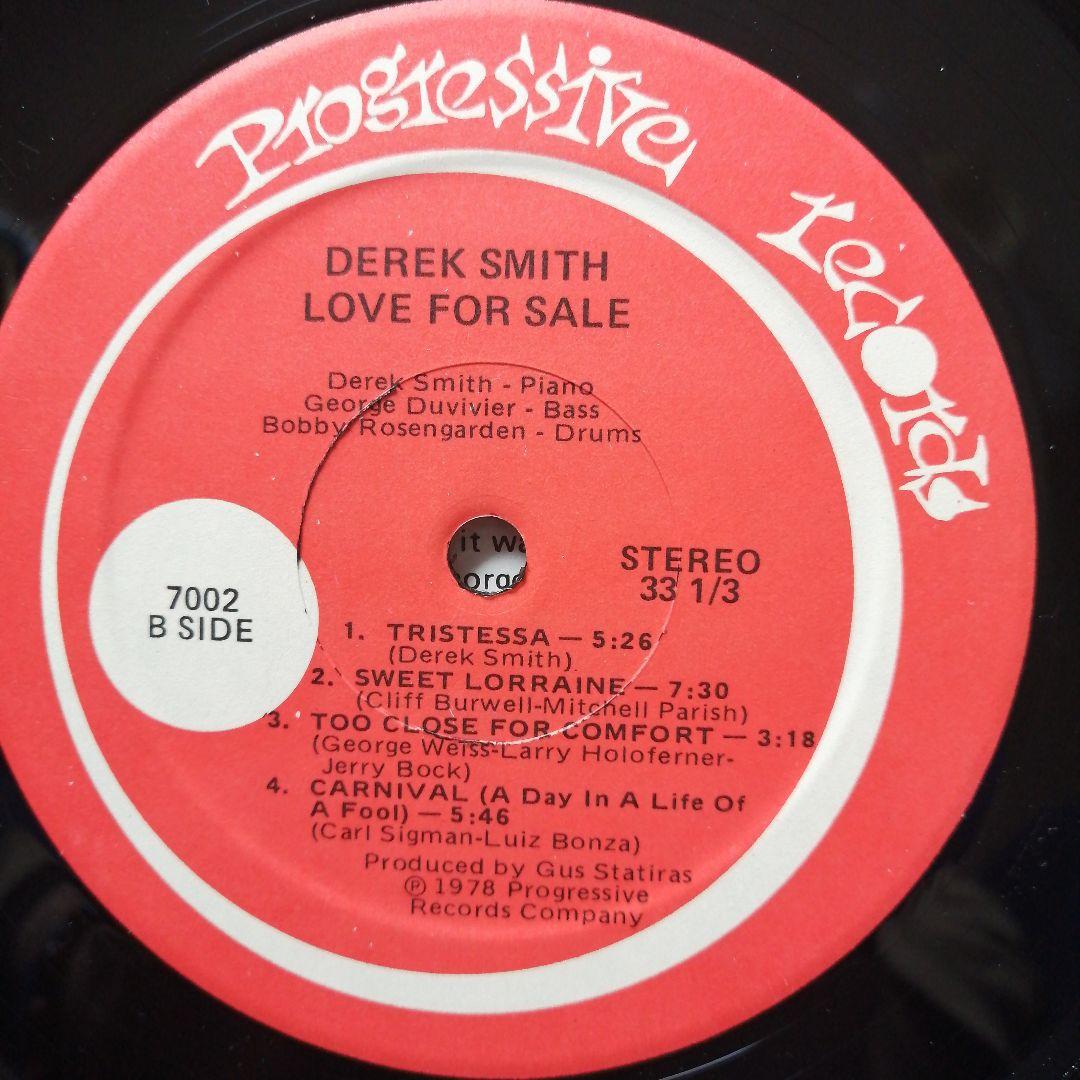 Progressive records
DEREK SMITH
LOVE FOR SALE
Derek Smith - Piano
George Duvivier - Bass
Bobby Rosengarden - Drums
it wa
STEREO
33 1/3
7002
B SIDE
1. TRISTESSA — 5:26
(Derek Smith)
2. SWEET LORRAINE — 7:30
(Cliff Burwell-Mitchell Parish)
3. TOO CLOSE FOR COMFORT — 3:18
(George Weiss-Larry Holoferner-
Jerry Bock)
4. CARNIVAL (A Day In A Life Of
A Fool) — 5:46
(Carl Sigman-Luiz Bonza)
Produced by Gus Statiras
℗ 1978 Progressive
Records Company